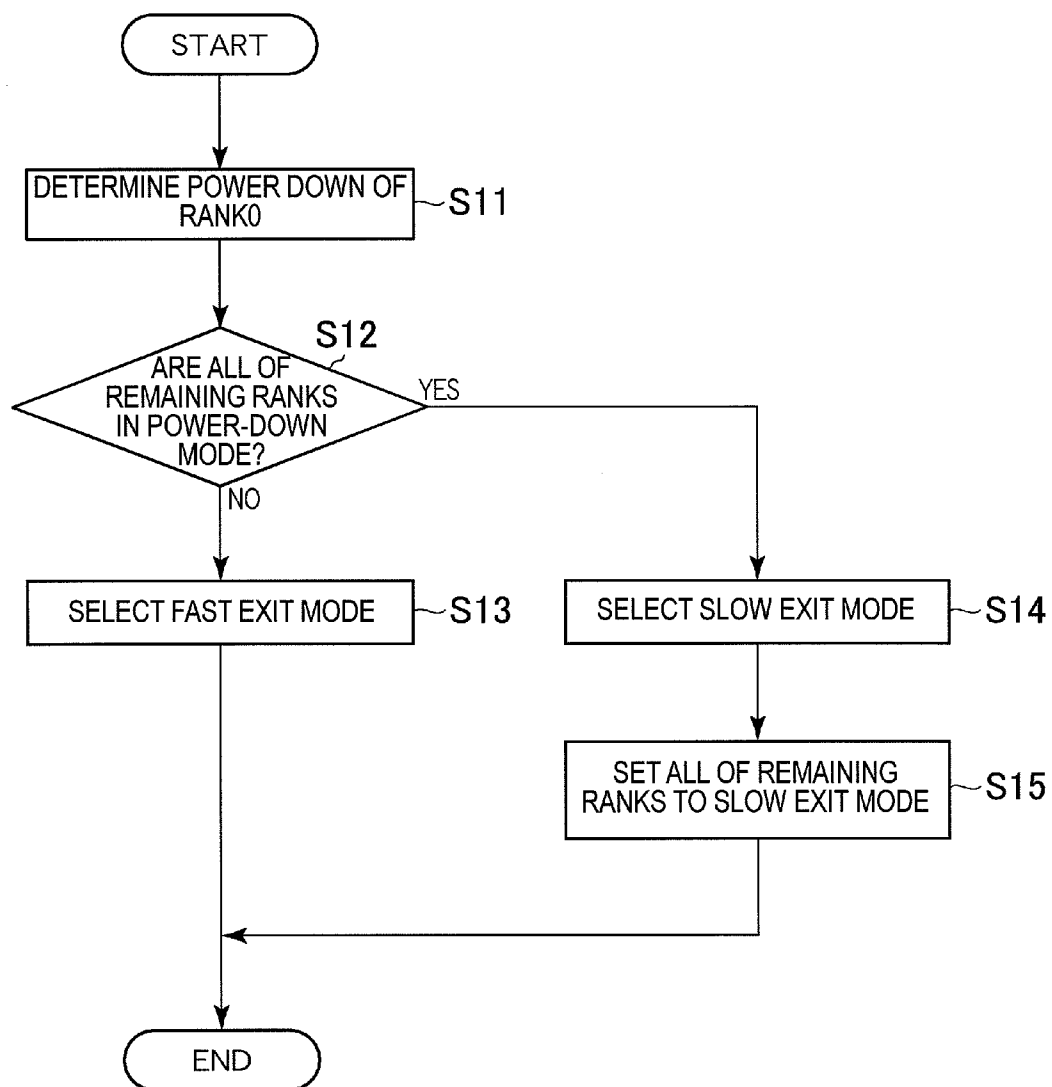 START
DETERMINE POWER DOWN OF
RANK0
S11
S12
ARE ALL OF
REMAINING RANKS
IN POWER-DOWN
MODE?
YES
NO
SELECT FAST EXIT MODE
S13
SELECT SLOW EXIT MODE
S14
SET ALL OF REMAINING
RANKS TO SLOW EXIT MODE
S15
END